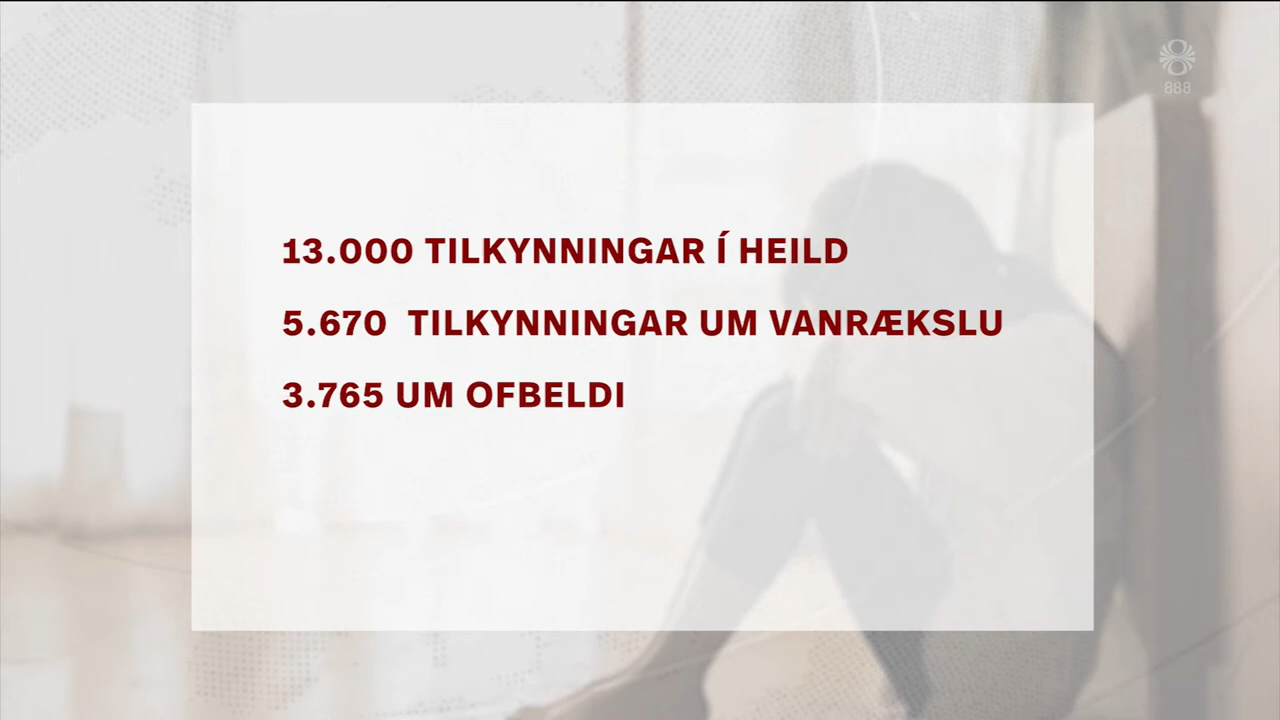 888
13.000 TILKYNNINGAR Í HEILD
5.670 TILKYNNINGAR UM VANRÆKSLU
3.765 UM OFBELDI